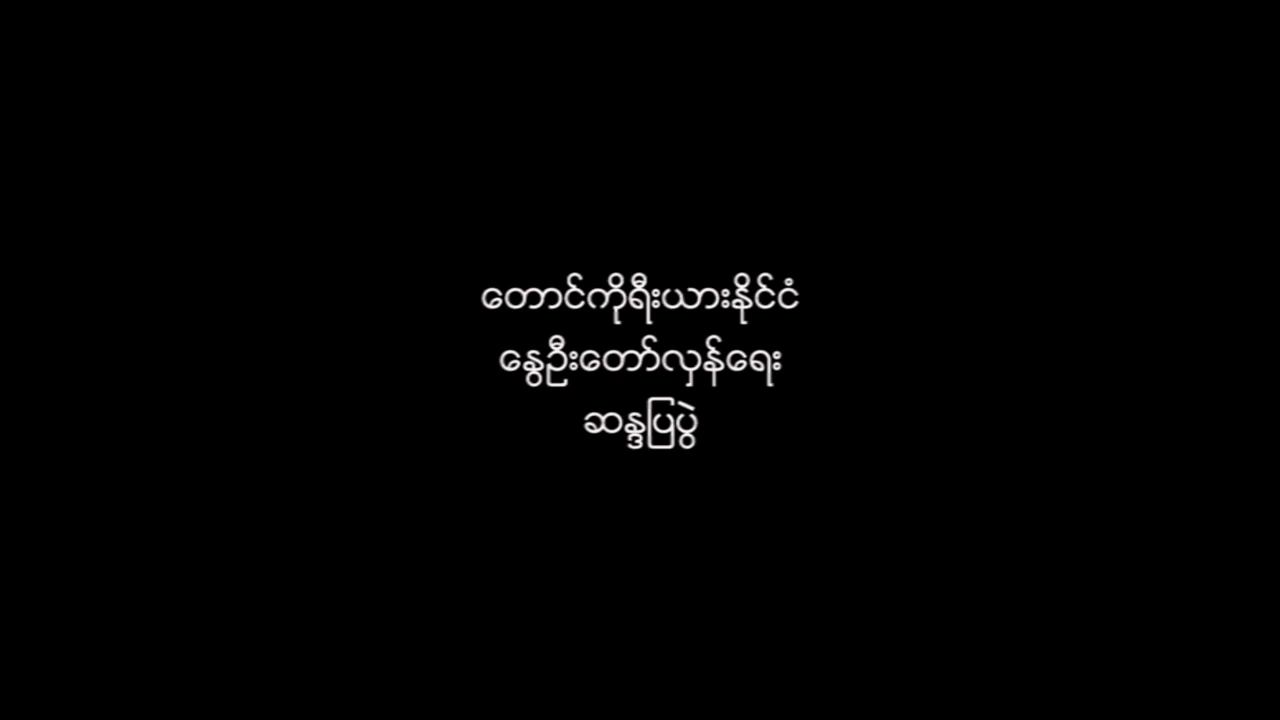 တောင်ကိုရီးယားနိုင်ငံ
နွေဦးတော်လှန်ရေး
ဆန္ဒပြပွဲ